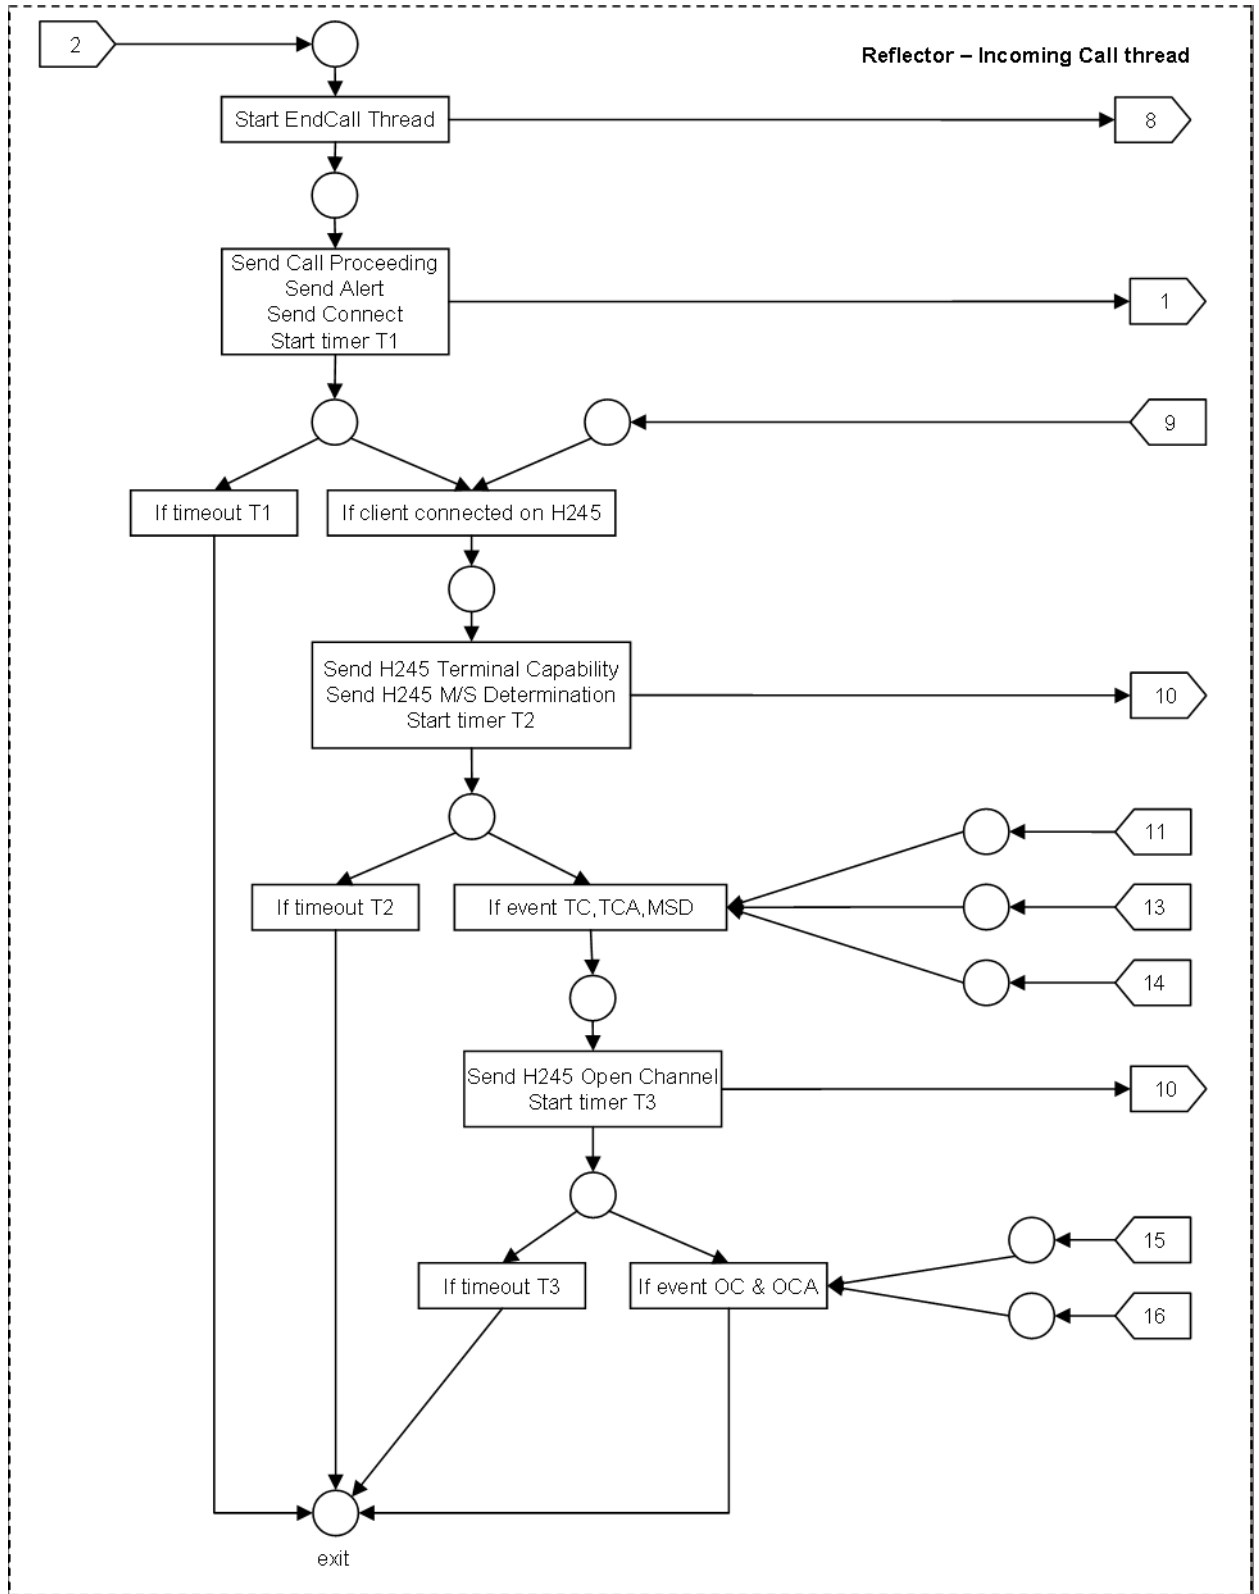 2
Reflector – Incoming Call thread
Start EndCall Thread
8
Send Call Proceeding
Send Alert
Send Connect
Start timer T1
1
9
If timeout T1
If client connected on H245
Send H245 Terminal Capability
Send H245 M/S Determination
Start timer T2
10
11
If timeout T2
If event TC,TCA,MSD
13
14
Send H245 Open Channel
Start timer T3
10
15
If timeout T3
If event OC & OCA
16
exit